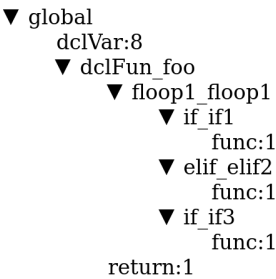 ▼ global
dclVar:8
▼ dclFun_foo
▼ floop1_floop1
▼ if_if1
func:1
▼ elif_elif2
func:1
▼ if_if3
func:1
return:1